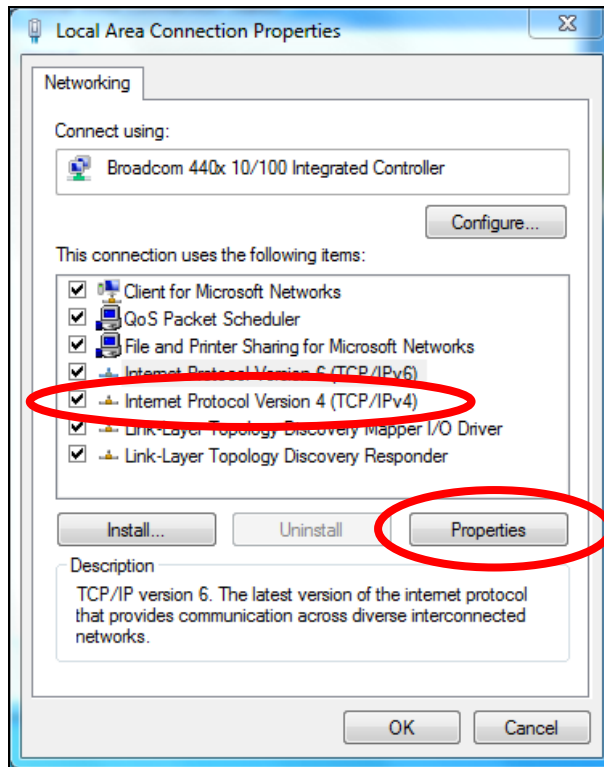 Local Area Connection Properties
Networking
Connect using:
Broadcom 440x 10/100 Integrated Controller
Configure...
This connection uses the following items:
Client for Microsoft Networks
QoS Packet Scheduler
File and Printer Sharing for Microsoft Networks
Internet Protocol Version 6 (TCP/IPv6)
Internet Protocol Version 4 (TCP/IPv4)
Link-Layer Topology Discovery Mapper I/O Driver
Link-Layer Topology Discovery Responder
Install... Uninstall Properties
Description
TCP/IP version 6. The latest version of the internet protocol
that provides communication across diverse interconnected
networks.
OK Cancel